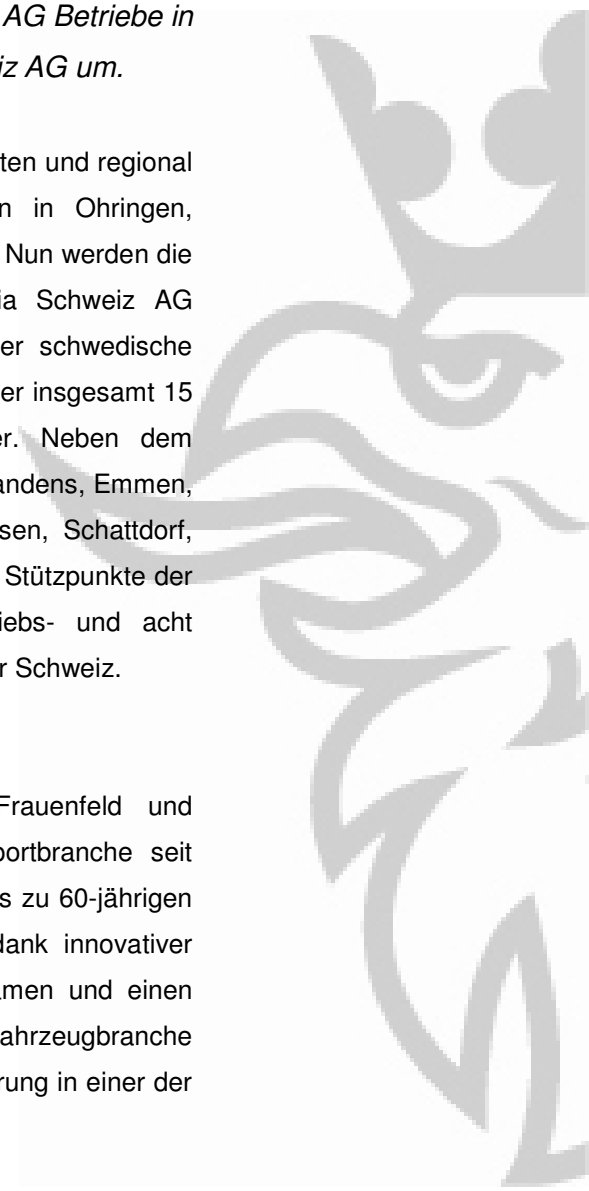 AG Betriebe in
iz AG um.
ten und regional
n in Ohringen,
Nun werden die
ia Schweiz AG
er schwedische
er insgesamt 15
er. Neben dem
andens, Emmen,
sen, Schattdorf,
Stützpunkte der
iebs- und acht
r Schweiz.
Frauenfeld und
portbranche seit
s zu 60-jährigen
dank innovativer
amen und einen
ahrzeugbranche
rung in einer der